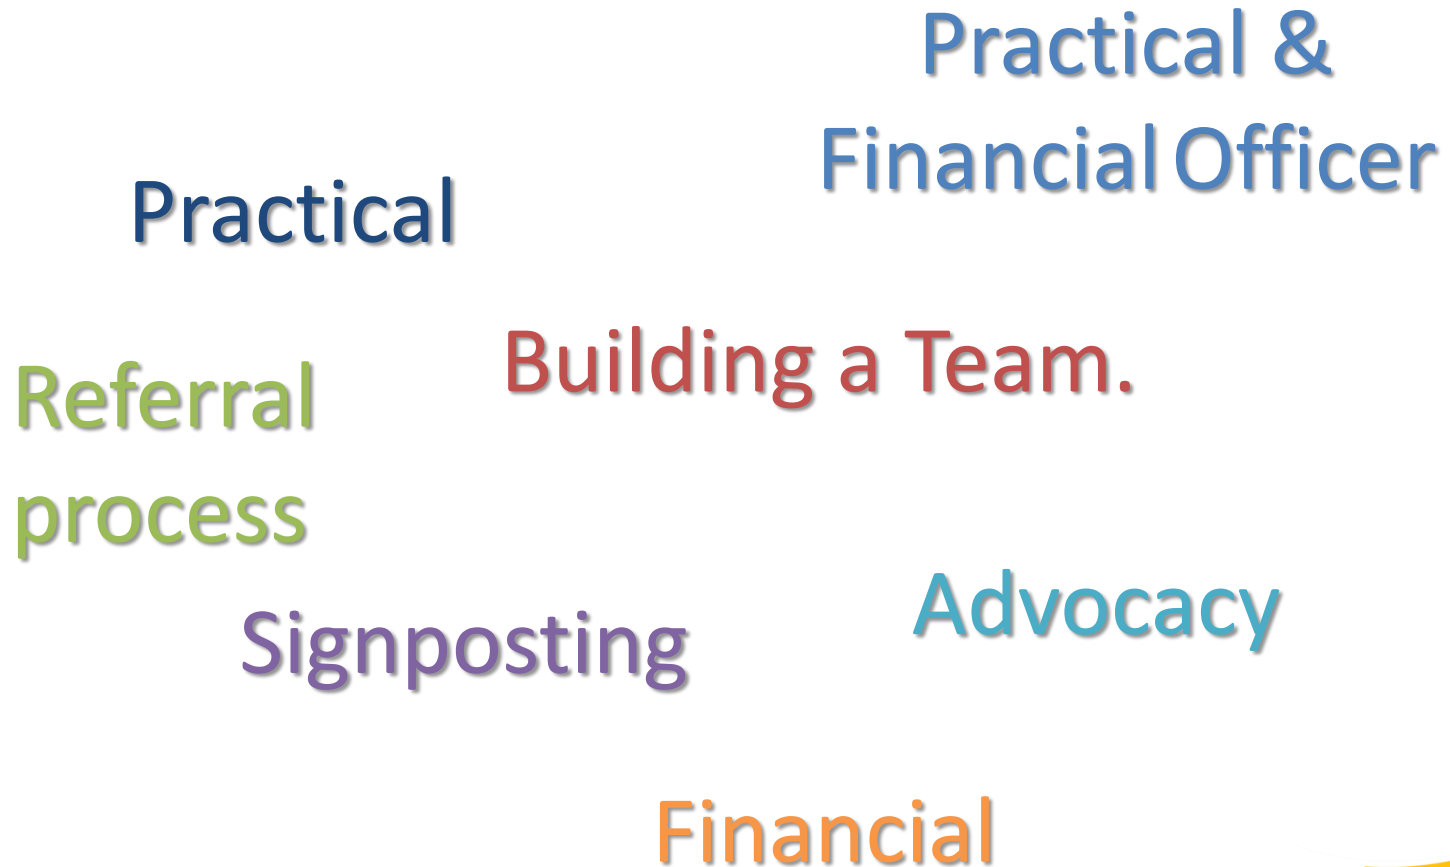 Practical &
Financial Officer
Practical
Building a Team.
Referral
process
Advocacy
Signposting
Financial